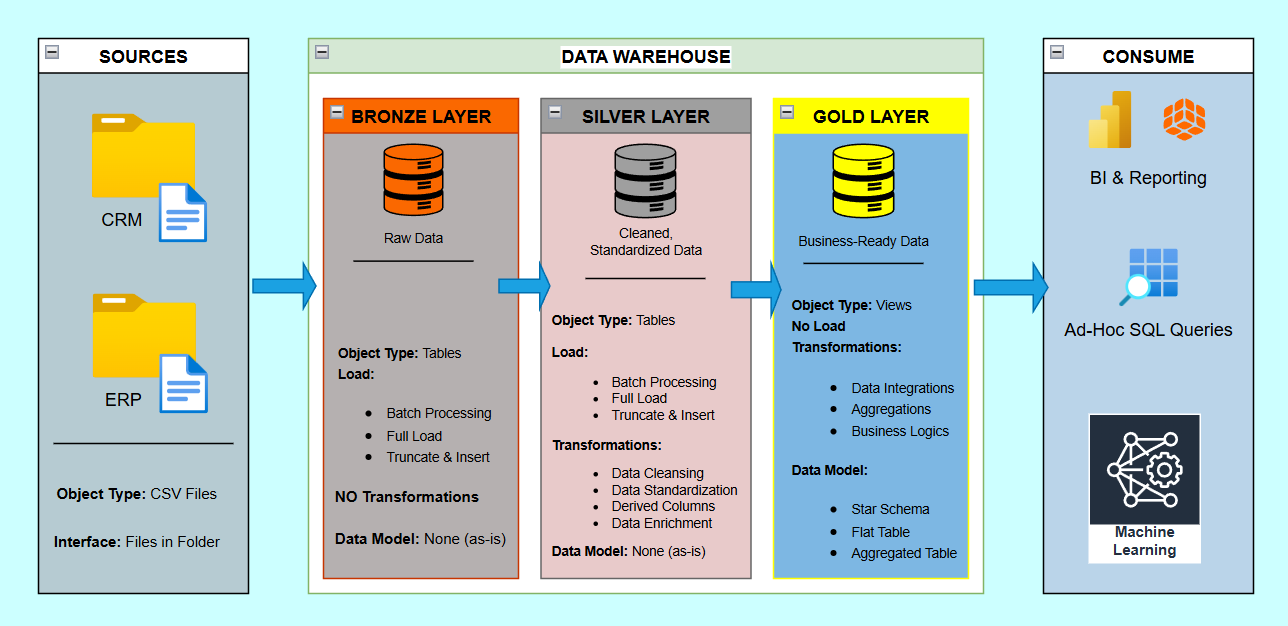 SOURCES
CRM
ERP
Object Type: CSV Files
Interface: Files in Folder
DATA WAREHOUSE
BRONZE LAYER
Raw Data
Object Type: Tables
Load:
• Batch Processing
• Full Load
• Truncate & Insert
NO Transformations
Data Model: None (as-is)
SILVER LAYER
Cleaned,
Standardized Data
Object Type: Tables
Load:
• Batch Processing
• Full Load
• Truncate & Insert
Transformations:
• Data Cleansing
• Data Standardization
• Derived Columns
• Data Enrichment
Data Model: None (as-is)
GOLD LAYER
Business-Ready Data
Object Type: Views
No Load
Transformations:
• Data Integrations
• Aggregations
• Business Logics
Data Model:
• Star Schema
• Flat Table
• Aggregated Table
CONSUME
BI & Reporting
Ad-Hoc SQL Queries
Machine
Learning